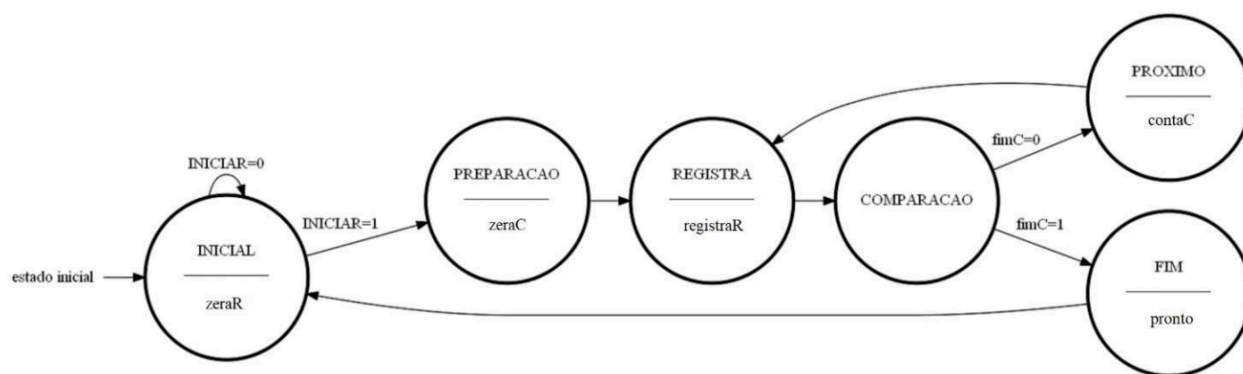 estado inicial
INICIAR=0
INICIAL
zeraR
INICIAR=1
PREPARACAO
zeraC
REGISTRA
registraR
COMPARACAO
fimC=0
PROXIMO
contaC
fimC=1
FIM
pronto